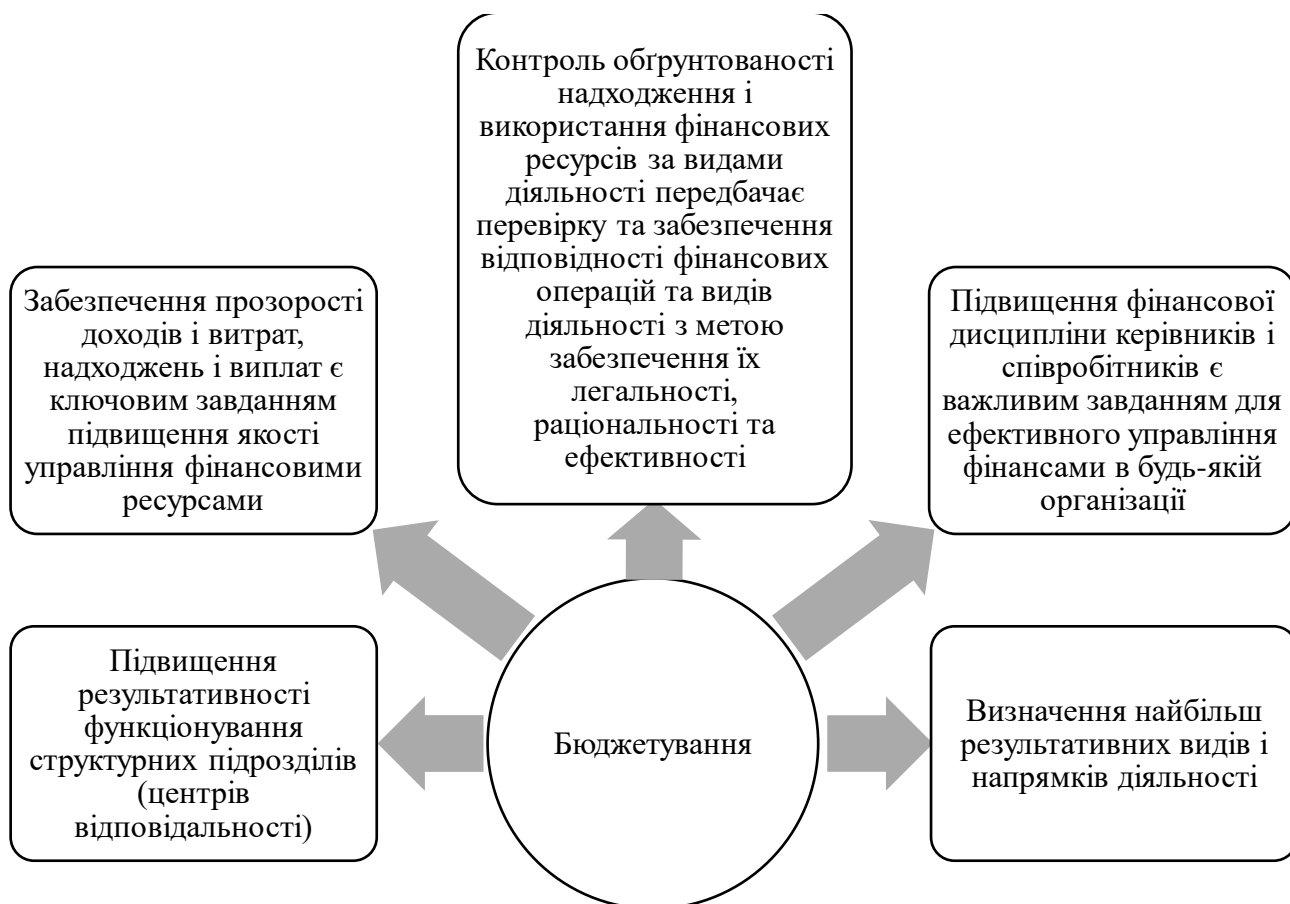 Контроль обґрунтованості
надходження і
використання фінансових
ресурсів за видами
діяльності передбачає
перевірку та забезпечення
відповідності фінансових
операцій та видів
діяльності з метою
забезпечення їх
легальності,
раціональності та
ефективності
Забезпечення прозорості
доходів і витрат,
надходжень і виплат є
ключовим завданням
підвищення якості
управління фінансовими
ресурсами
Підвищення фінансової
дисципліни керівників і
співробітників є
важливим завданням для
ефективного управління
фінансами в будь-якій
організації
Підвищення
результативності
функціонування
структурних підрозділів
(центрів
відповідальності)
Бюджетування
Визначення найбільш
результативних видів і
напрямків діяльності